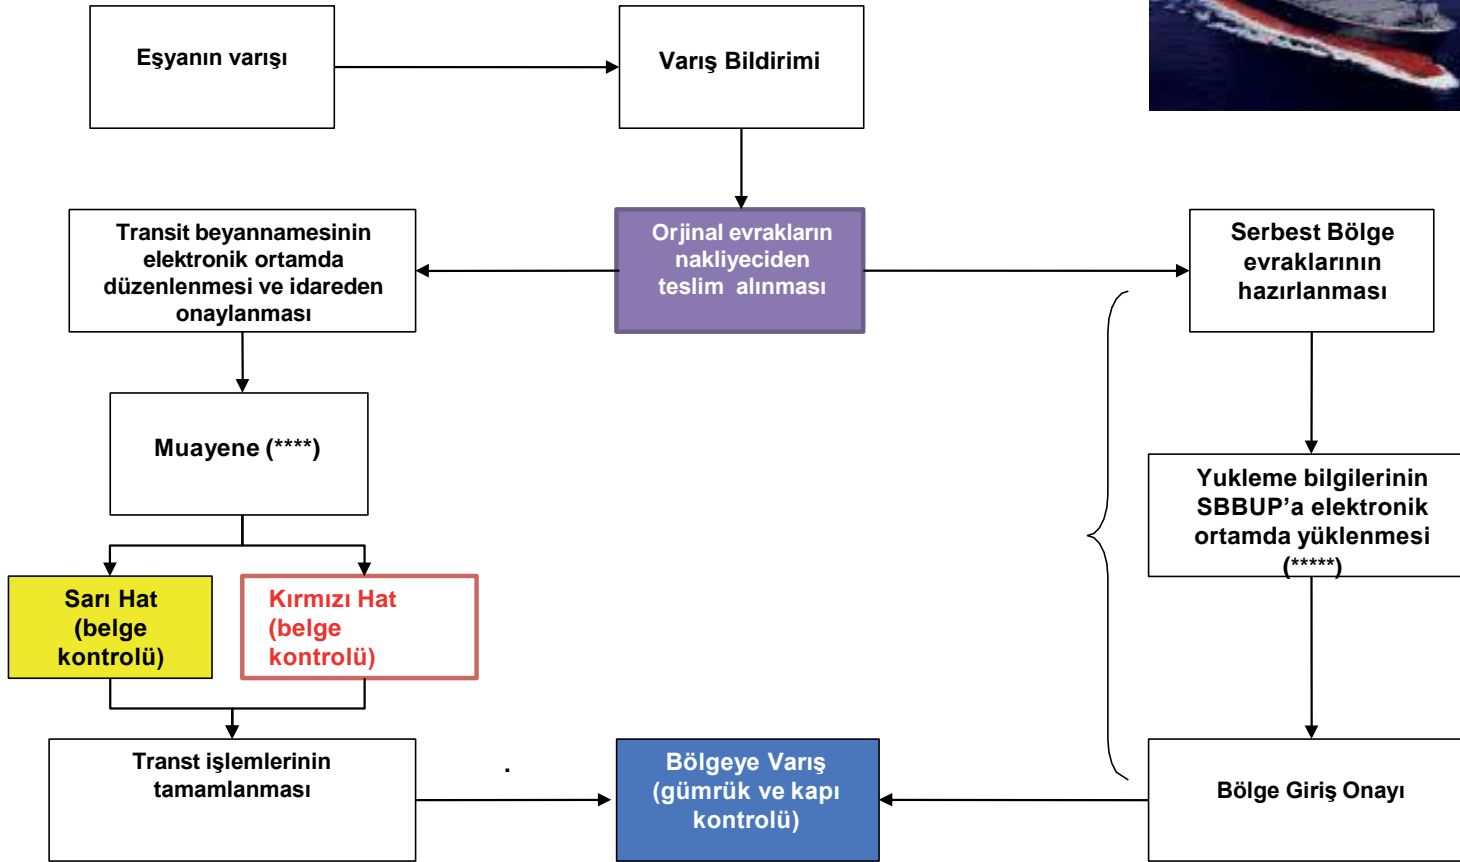 Eşyanın varışı
Varış Bildirimi
Transit beyannamesinin
elektronik ortamda
düzenlenmesi ve idareden
onaylanması
Orjinal evrakların
nakliyeciden
teslim alınması
Serbest Bölge
evraklarının
hazırlanması
Muayene (****)
Yukleme bilgilerinin
SBBUP’a elektronik
ortamda yüklenmesi
(*****)
Sarı Hat
(belge
kontrolü)
Kırmızı Hat
(belge
kontrolü)
Transt işlemlerinin
tamamlanması
.
Bölgeye Varış
(gümrük ve kapı
kontrolü)
Bölge Giriş Onayı